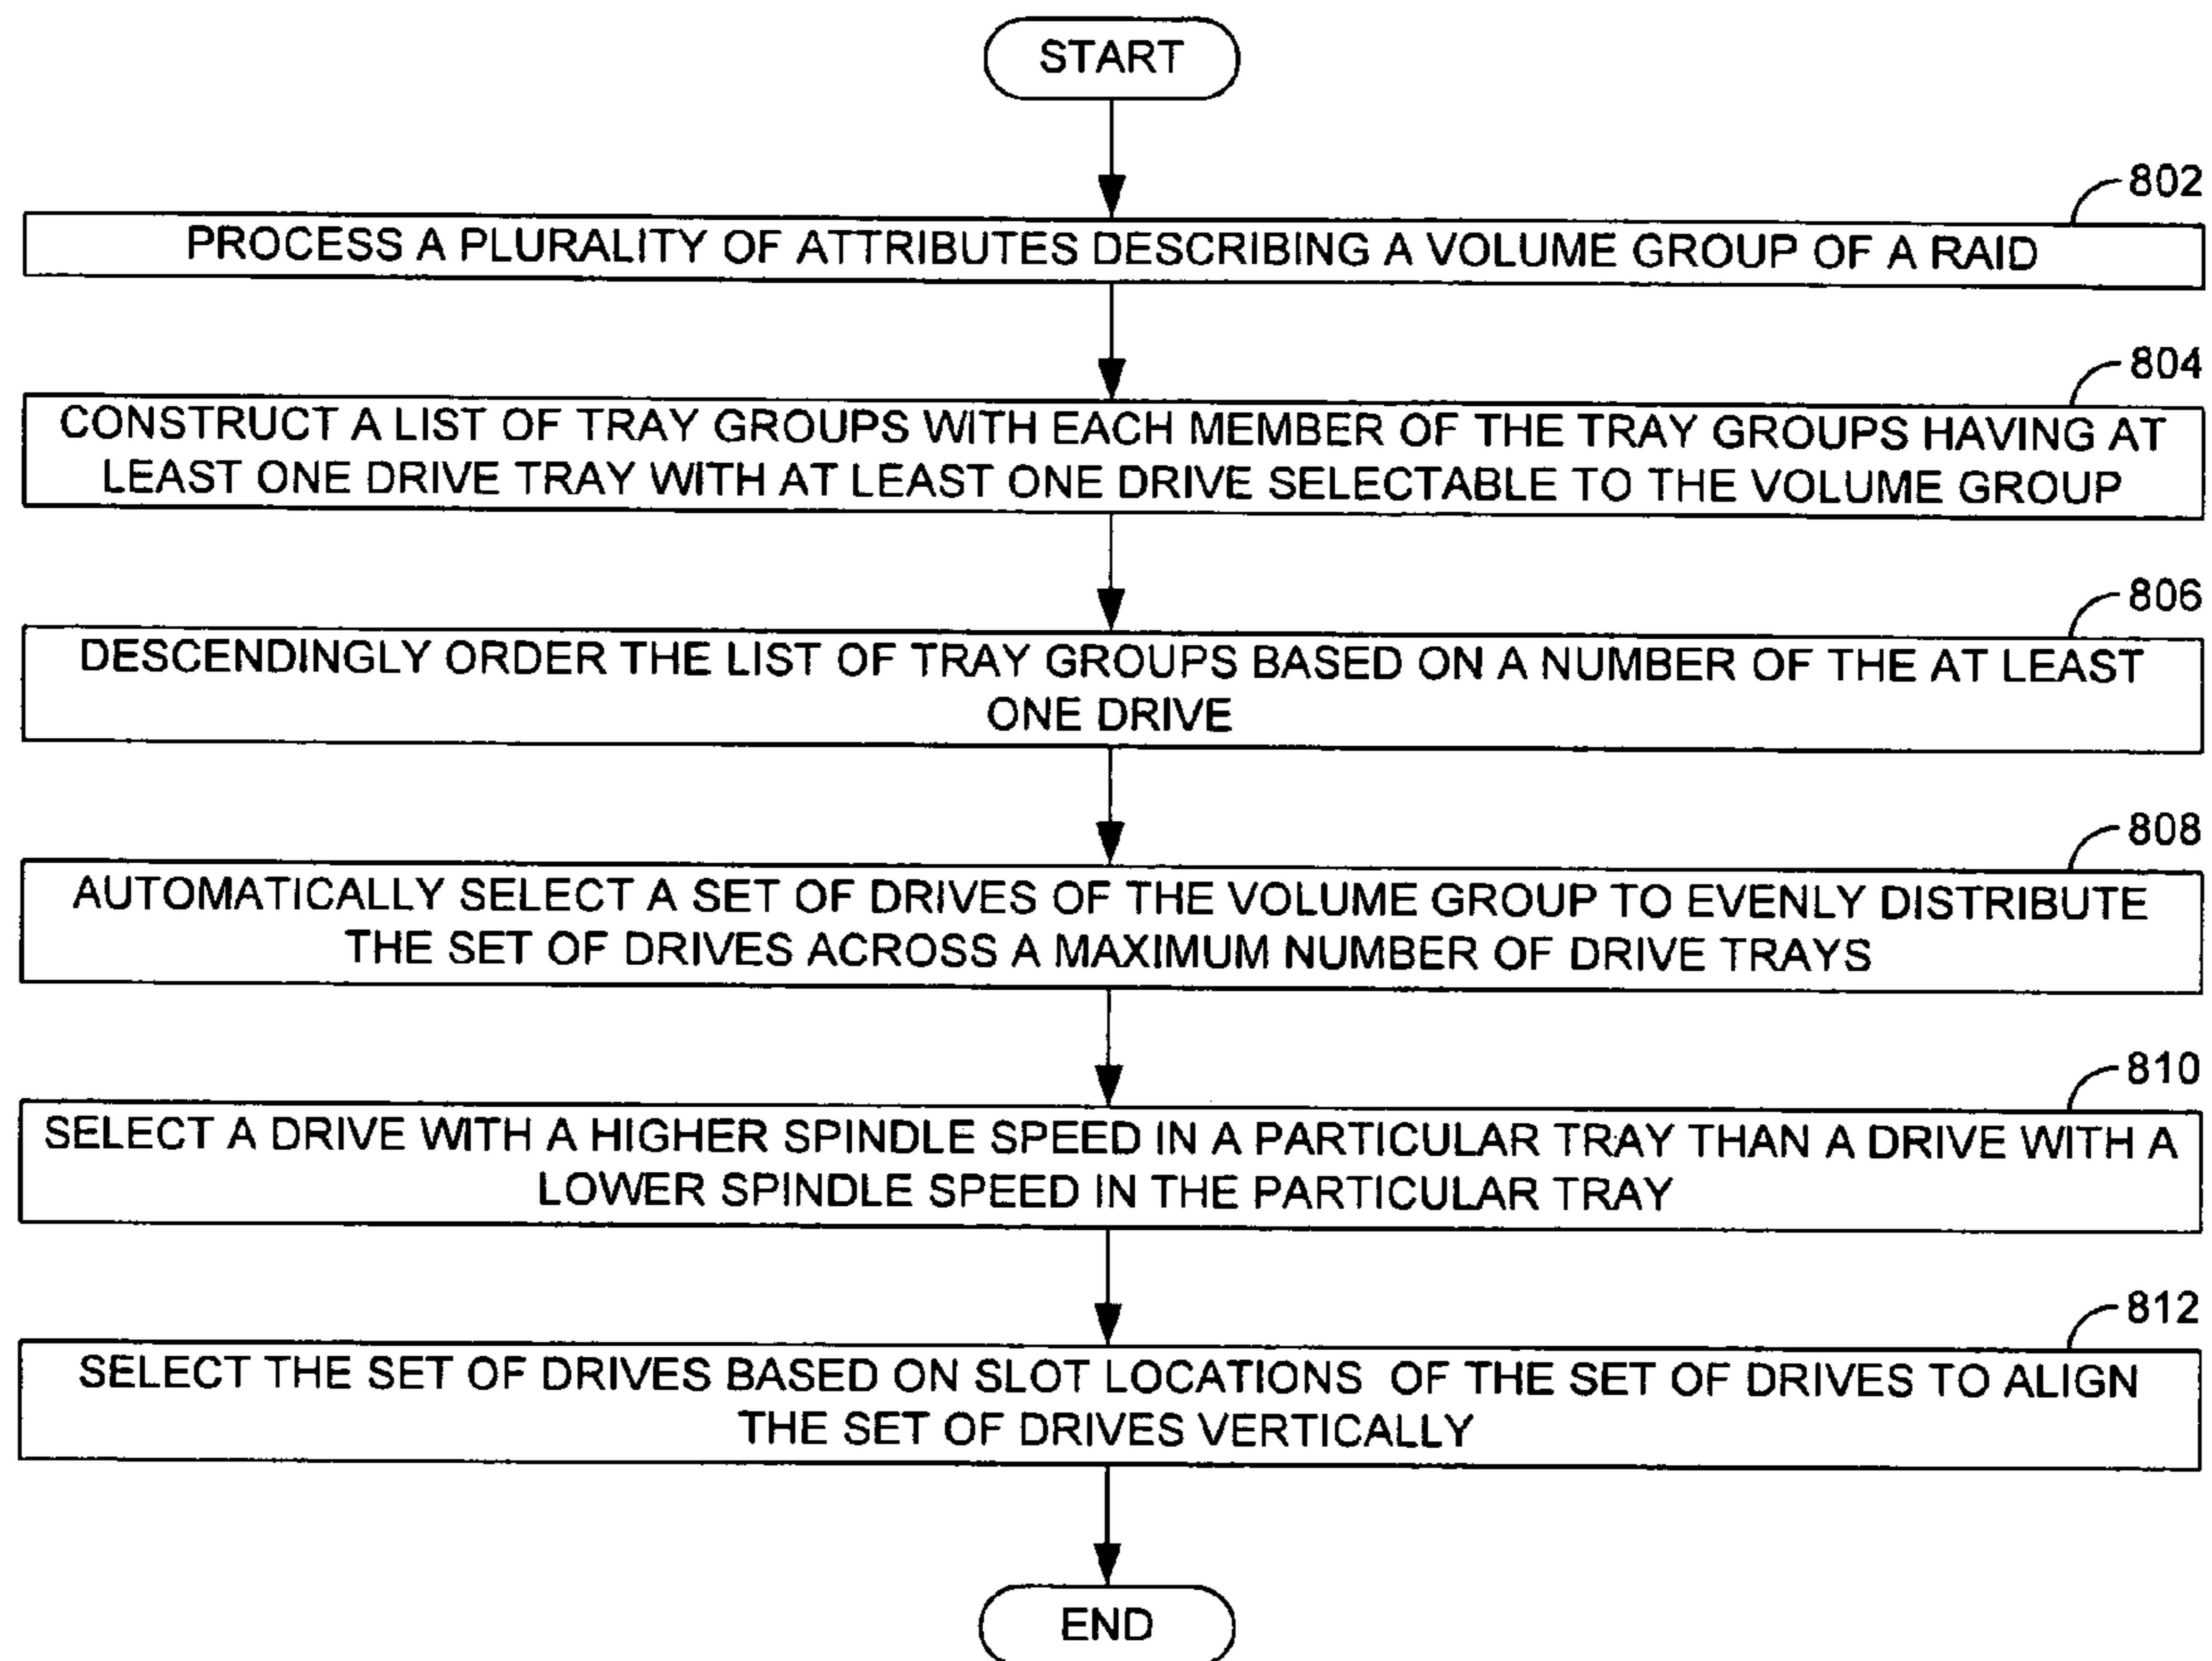 START
802
PROCESS A PLURALITY OF ATTRIBUTES DESCRIBING A VOLUME GROUP OF A RAID
804
CONSTRUCT A LIST OF TRAY GROUPS WITH EACH MEMBER OF THE TRAY GROUPS HAVING AT
LEAST ONE DRIVE TRAY WITH AT LEAST ONE DRIVE SELECTABLE TO THE VOLUME GROUP
806
DESCENDINGLY ORDER THE LIST OF TRAY GROUPS BASED ON A NUMBER OF THE AT LEAST
ONE DRIVE
808
AUTOMATICALLY SELECT A SET OF DRIVES OF THE VOLUME GROUP TO EVENLY DISTRIBUTE
THE SET OF DRIVES ACROSS A MAXIMUM NUMBER OF DRIVE TRAYS
810
SELECT A DRIVE WITH A HIGHER SPINDLE SPEED IN A PARTICULAR TRAY THAN A DRIVE WITH A
LOWER SPINDLE SPEED IN THE PARTICULAR TRAY
812
SELECT THE SET OF DRIVES BASED ON SLOT LOCATIONS OF THE SET OF DRIVES TO ALIGN
THE SET OF DRIVES VERTICALLY
END